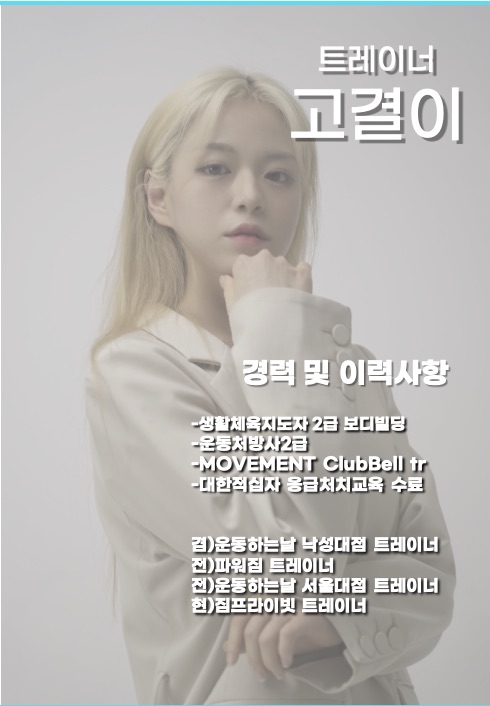 트레이너
고결이
경력 및 이력사항
-생활체육지도자 2급 보디빌딩
-운동처방사2급
-MOVEMENT ClubBell tr
-대한적십자 응급처치교육 수료
겸)운동하는날 낙성대점 트레이너
전)파워짐 트레이너
전)운동하는날 서울대점 트레이너
현)짐프라이빗 트레이너